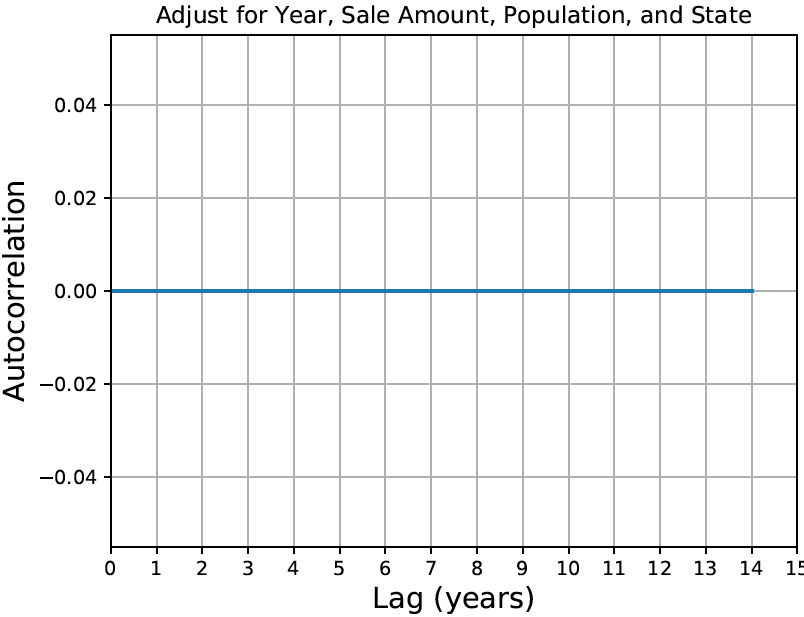 Adjust for Year, Sale Amount, Population, and State
0.04
0.02
0.00
−0.02
−0.04
Autocorrelation
0 1 2 3 4 5 6 7 8 9 10 11 12 13 14 15
Lag (years)